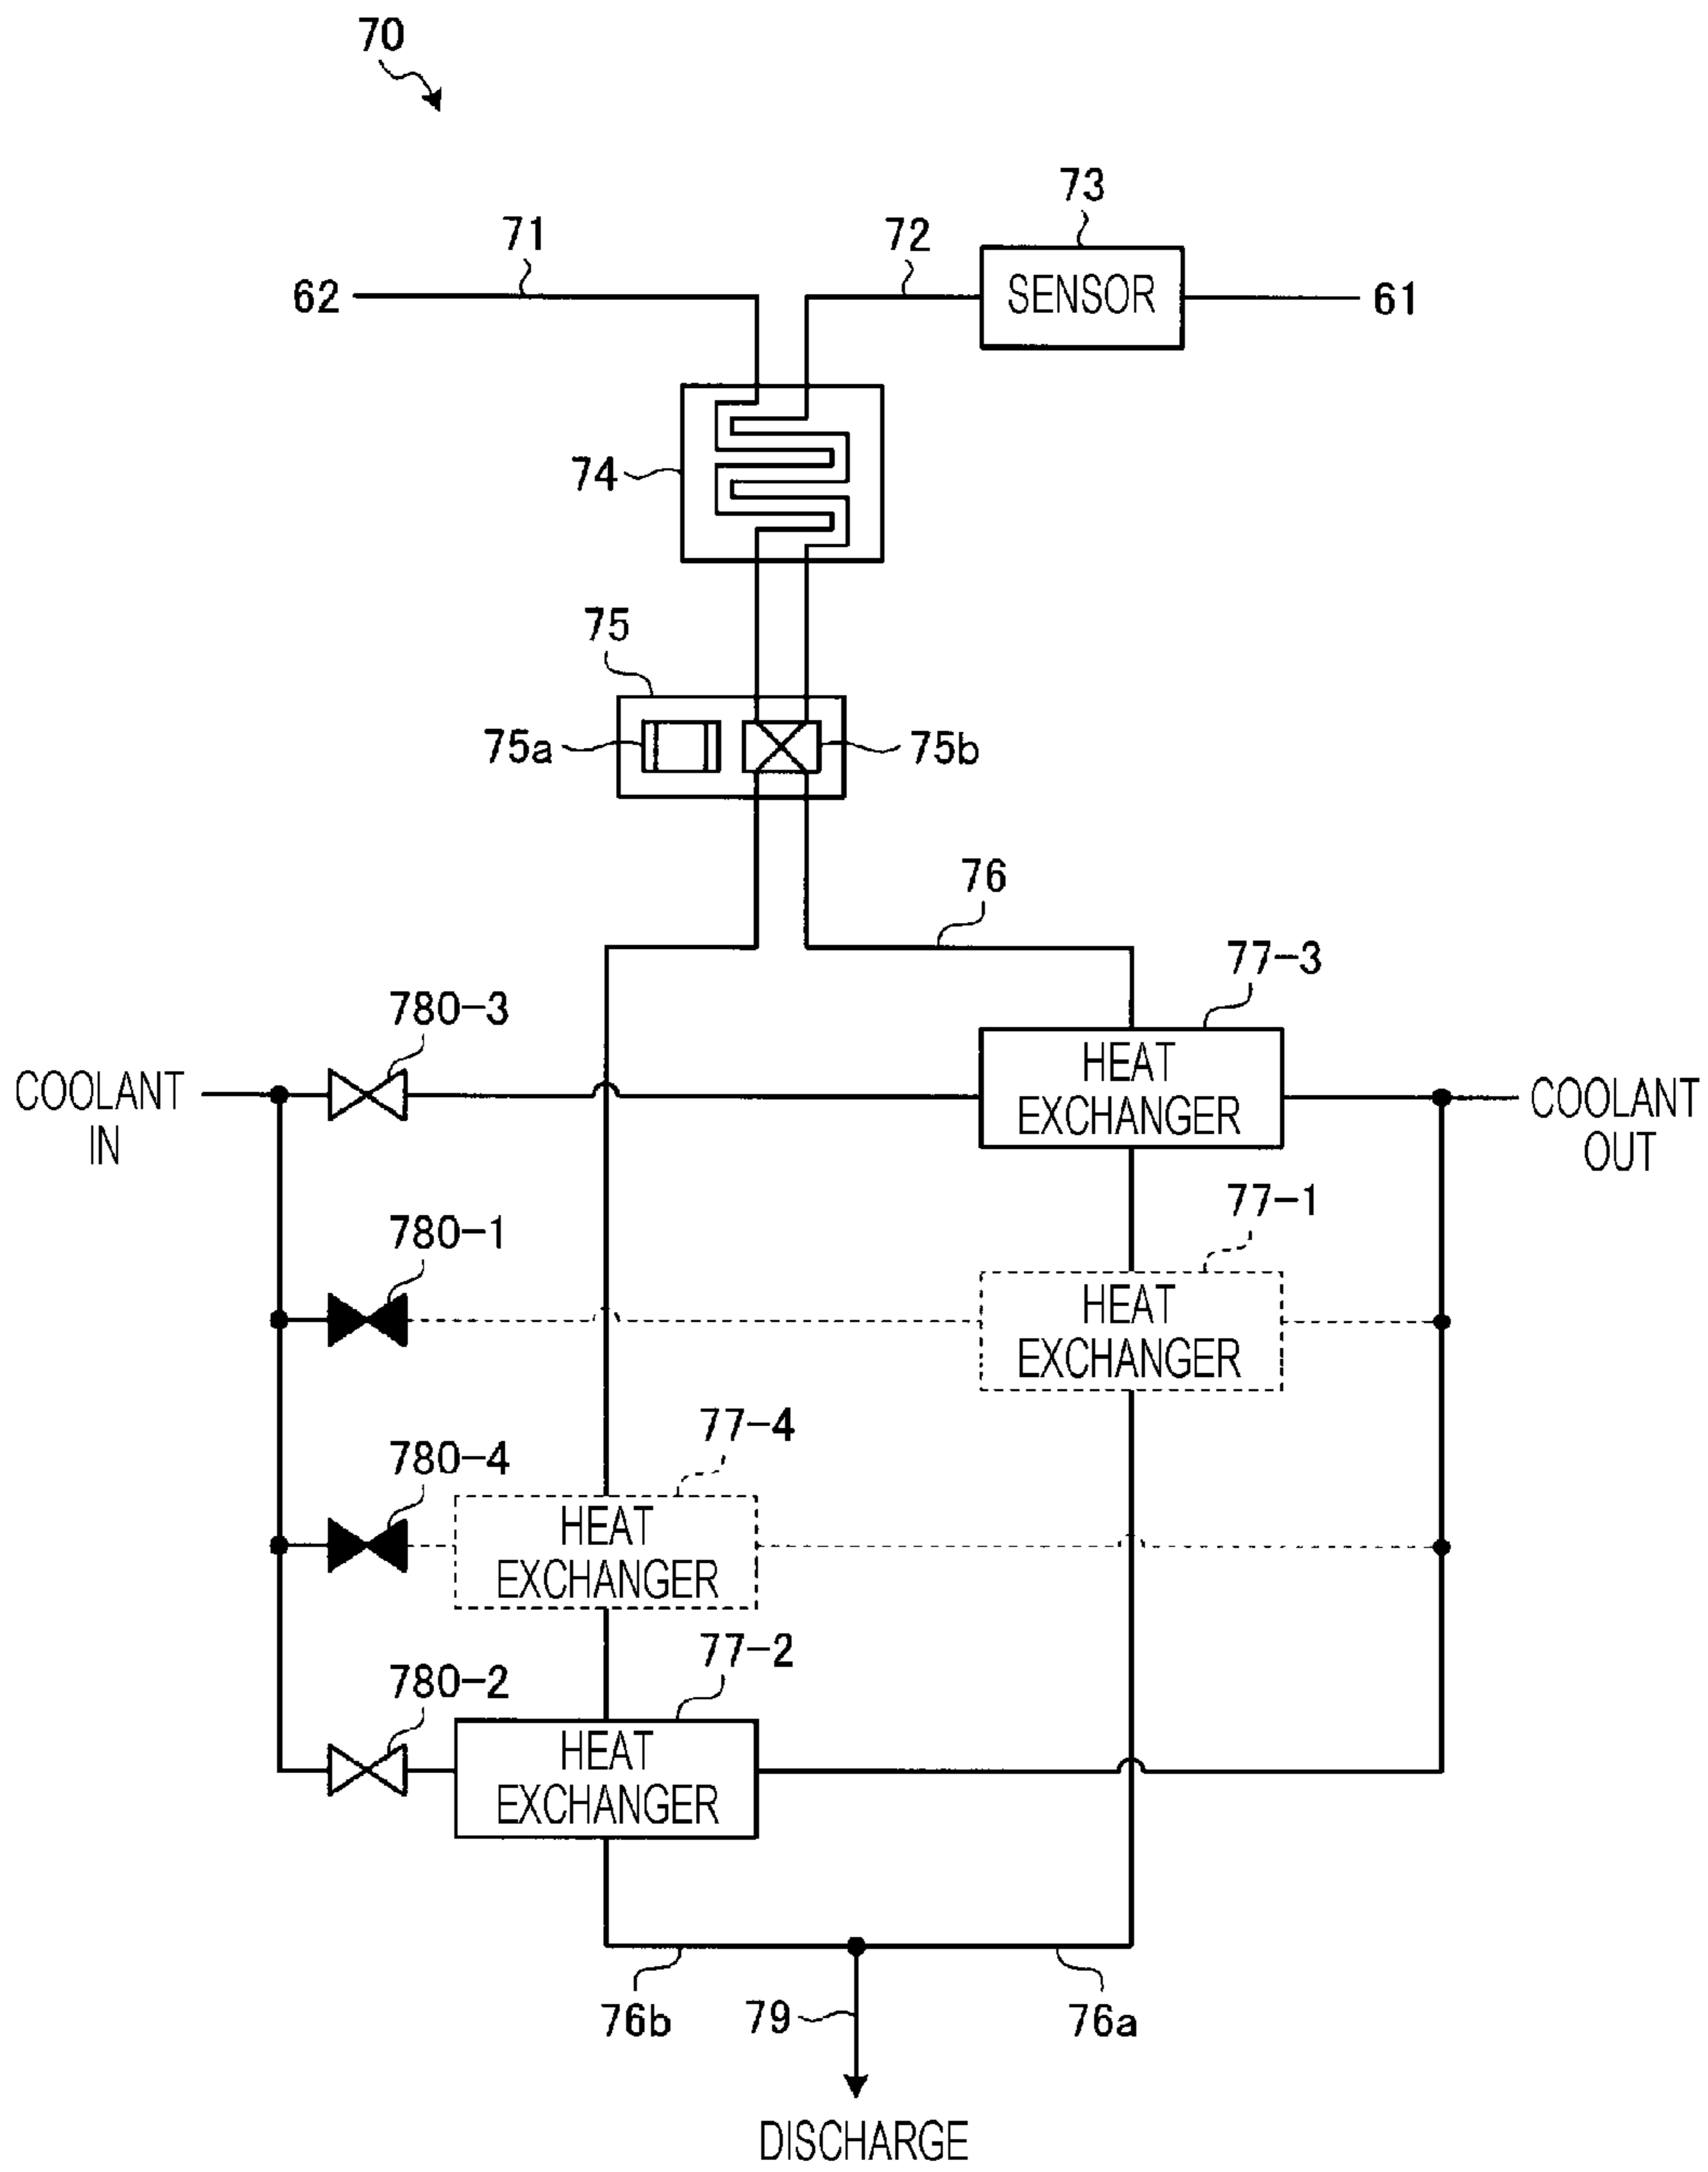 70
73
71
72
62
SENSOR
61
74
75
75a
75b
76
77-3
780-3
HEAT
EXCHANGER
COOLANT
IN
COOLANT
OUT
77-1
780-1
HEAT
EXCHANGER
77-4
780-4
HEAT
EXCHANGER
77-2
780-2
HEAT
EXCHANGER
76b
79
76a
DISCHARGE